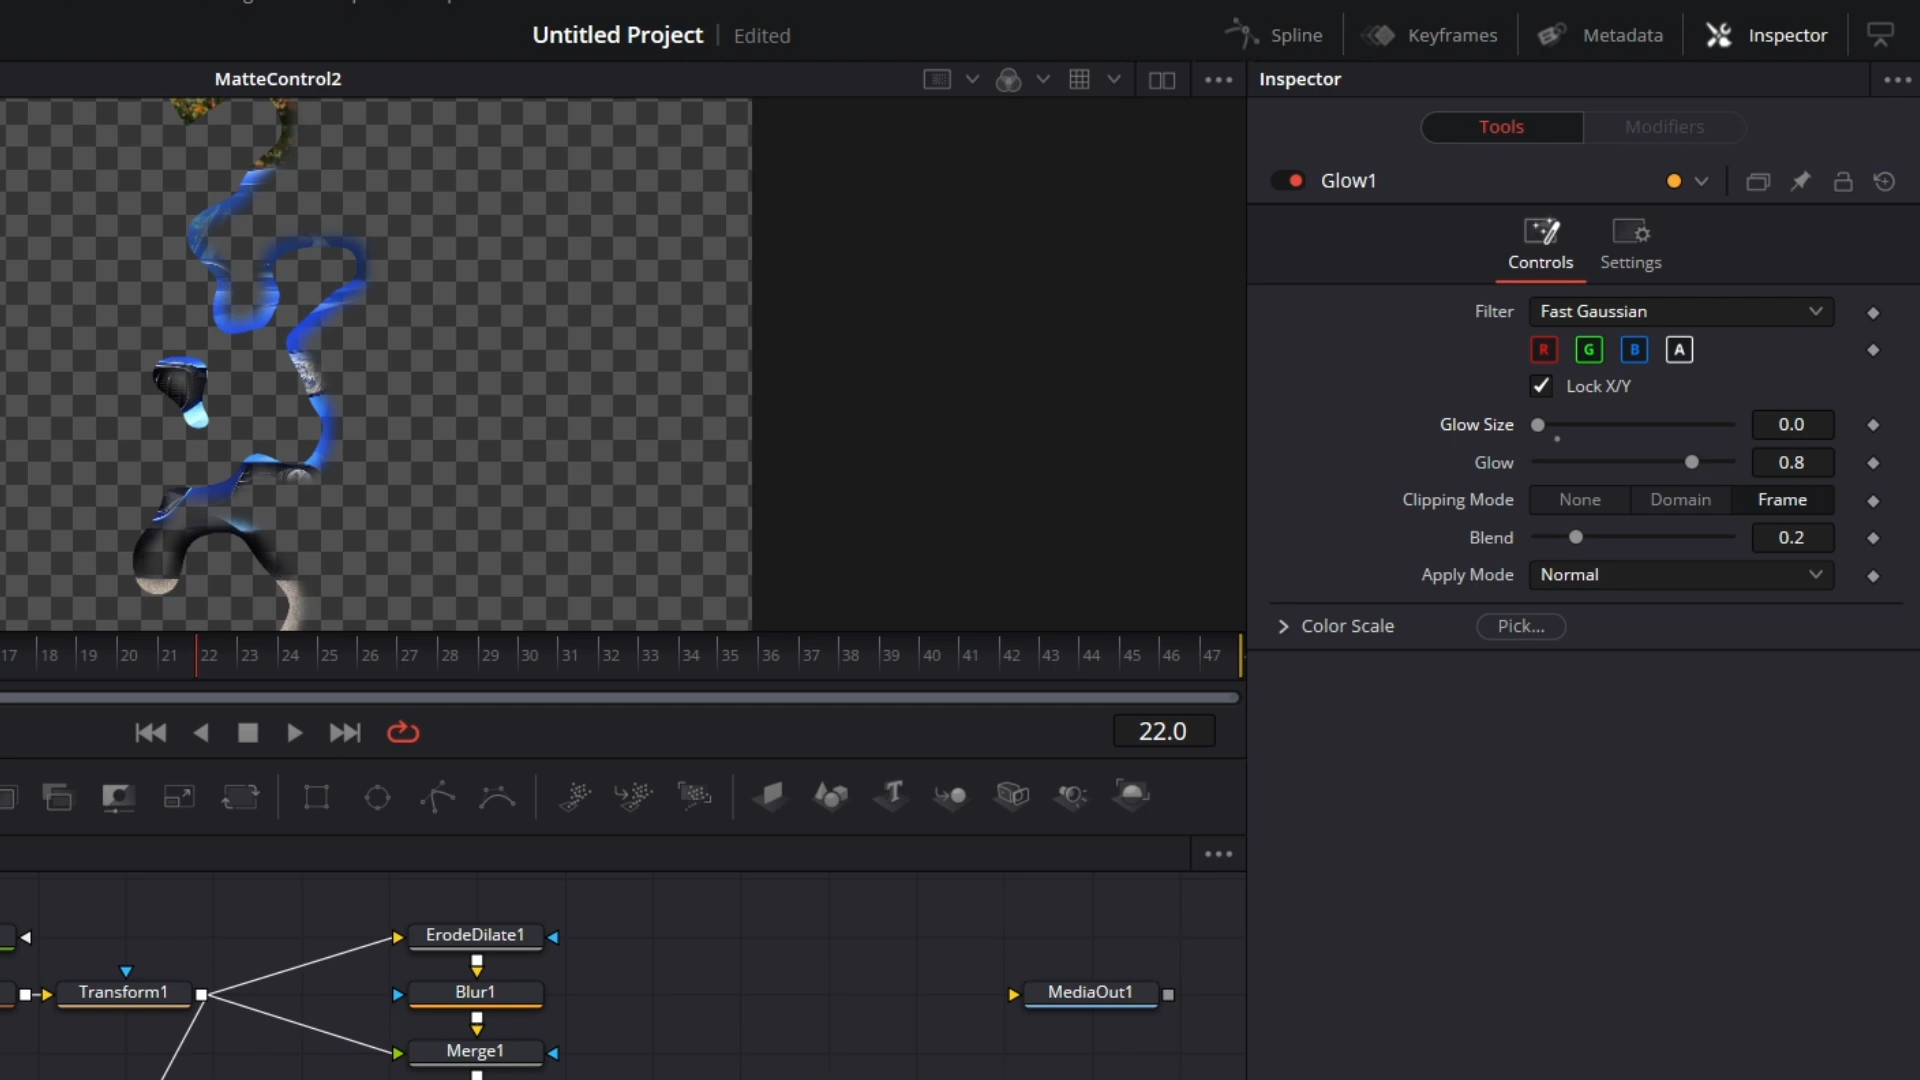 Untitled Project
Edited
Spline
Keyframes
Metadata
Inspector
MatteControl2
Inspector
Tools
Modifiers
Glow1
Controls
Settings
Filter
Fast Gaussian
R
G
B
A
Lock X/Y
Glow Size
0.0
Glow
0.8
Clipping Mode
None
Domain
Frame
Blend
0.2
Apply Mode
Normal
Color Scale
Pick...
17 18 19 20 21 22 23 24 25 26 27 28 29 30 31 32 33 34 35 36 37 38 39 40 41 42 43 44 45 46 47
22.0
T
ErodeDilate1
Transform1
Blur1
MediaOut1
Merge1